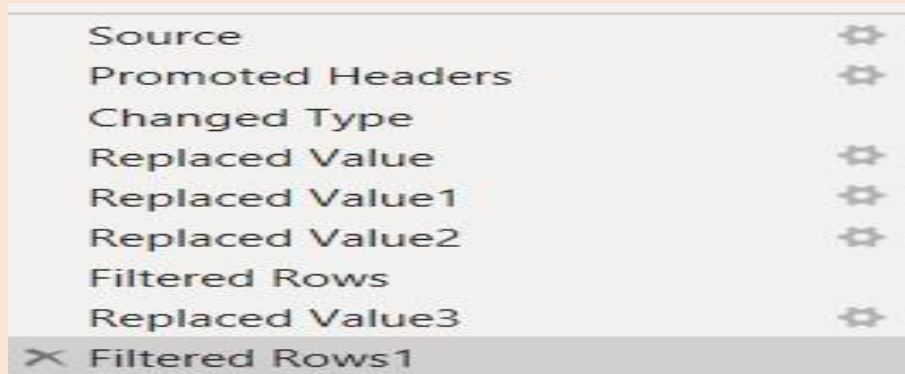 Source
Promoted Headers
Changed Type
Replaced Value
Replaced Value1
Replaced Value2
Filtered Rows
Replaced Value3
Filtered Rows1